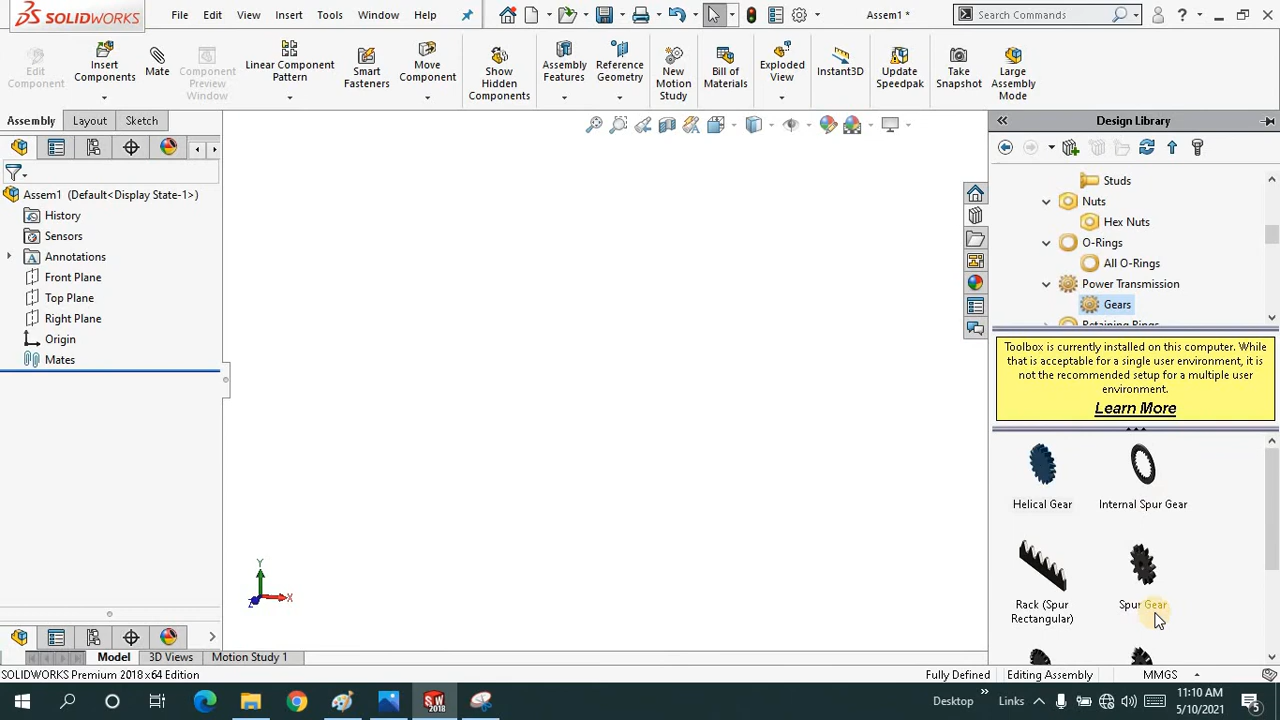 SOLIDWORKS
File Edit View Insert Tools Window Help
Assem1 *
Search Commands
Edit Component
Insert Components
Mate
Component Preview Window
Linear Component Pattern
Smart Fasteners
Move Component
Show Hidden Components
Assembly Features
Reference Geometry
New Motion Study
Bill of Materials
Exploded View
Instant3D
Update Speedpak
Take Snapshot
Large Assembly Mode
Assembly Layout Sketch
Assem1 (Default<Display State-1>)
History
Sensors
Annotations
Front Plane
Top Plane
Right Plane
Origin
Mates
Y
X
Z
Design Library
Studs
Nuts
Hex Nuts
O-Rings
All O-Rings
Power Transmission
Gears
Retaining Rings
Toolbox is currently installed on this computer. While
that is acceptable for a single user environment, it is
not the recommended setup for a multiple user
environment.
Learn More
Helical Gear
Internal Spur Gear
Rack (Spur
Rectangular)
Spur Gear
Model 3D Views Motion Study 1
SOLIDWORKS Premium 2018 x64 Edition
Fully Defined Editing Assembly MMGS
SW
2018
Desktop
Links
11:10 AM
5/10/2021
5